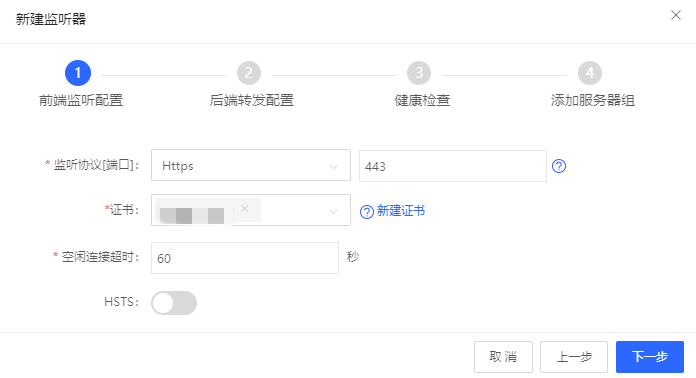 新建监听器
1 2 3 4
前端监听配置 后端转发配置 健康检查 添加服务器组
* 监听协议[端口]: Https 443 ?
*证书: ? 新建证书
* 空闲连接超时: 60 秒
HSTS:
取 消 上一步 下一步